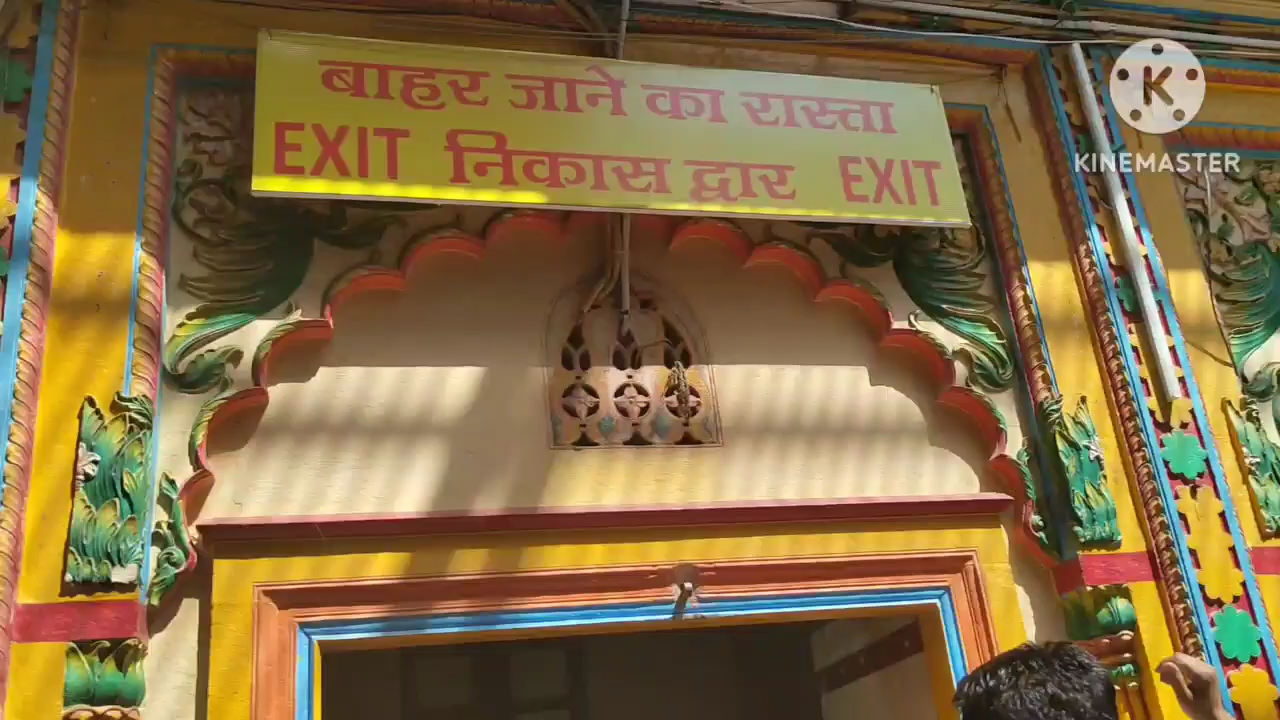 बाहर जाने का रास्ता
EXIT निकास द्वार EXIT
K
KINEMASTER